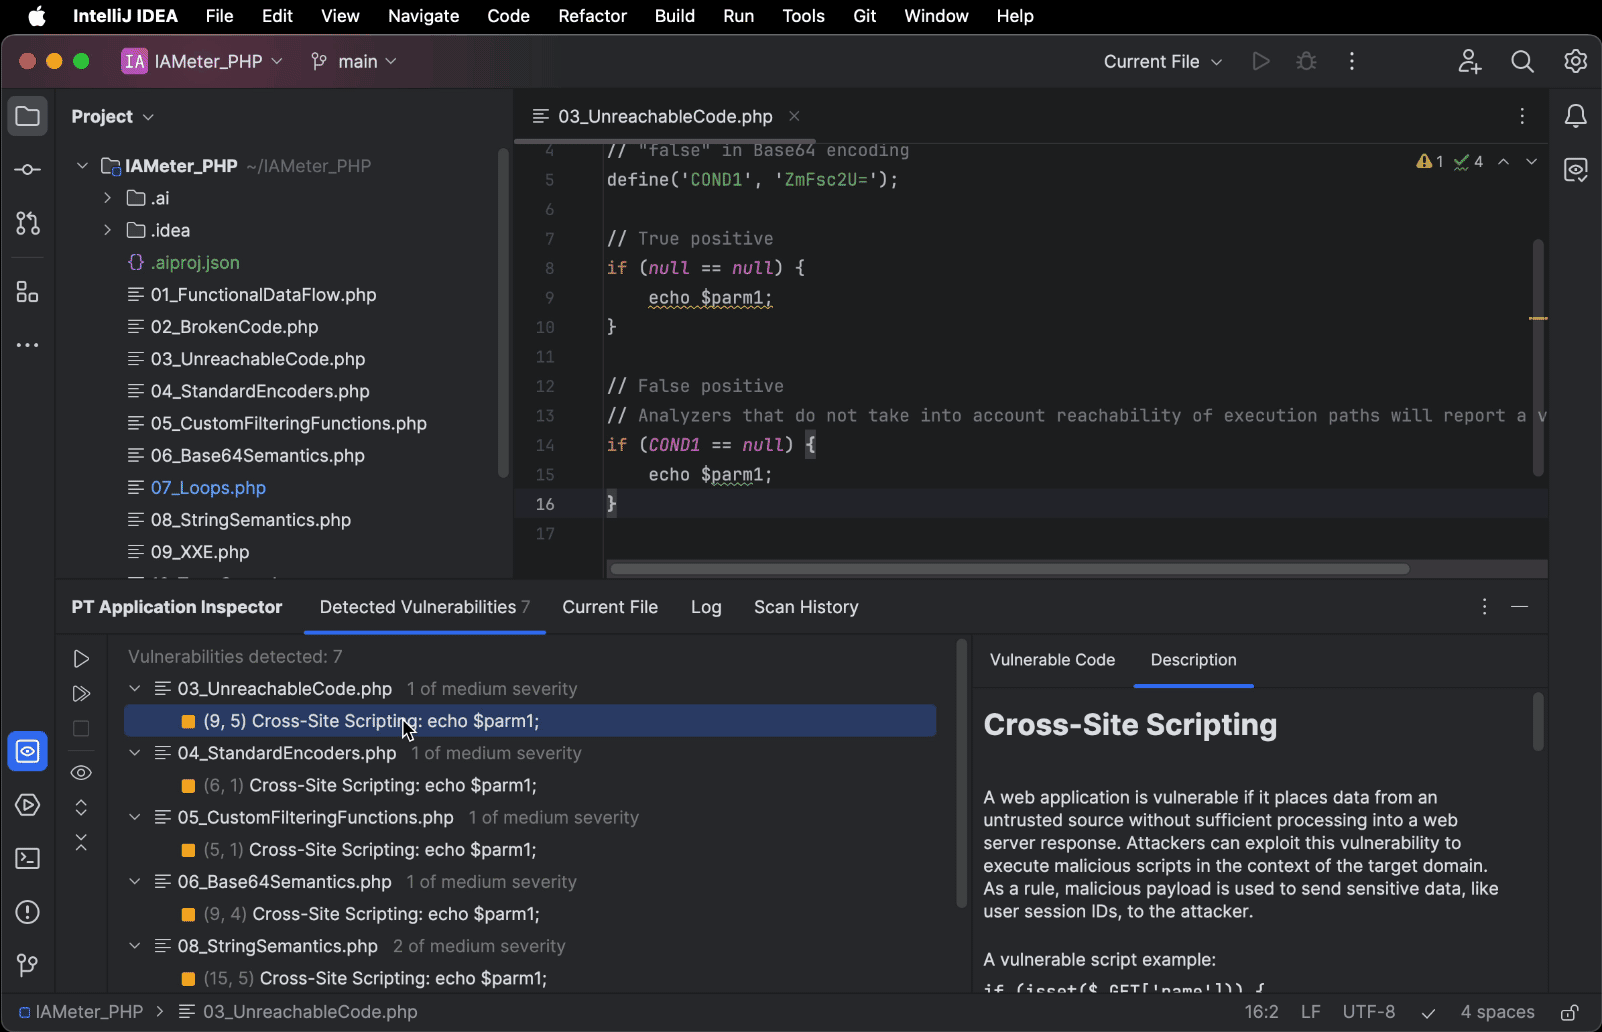 IntelliJ IDEA File Edit View Navigate Code Refactor Build Run Tools Git Window Help
IA IAMeter_PHP main Current File
Project
03_UnreachableCode.php
IAMeter_PHP ~/IAMeter_PHP
.ai
.idea
.aiproj.json
01_FunctionalDataFlow.php
02_BrokenCode.php
03_UnreachableCode.php
04_StandardEncoders.php
05_CustomFilteringFunctions.php
06_Base64Semantics.php
07_Loops.php
08_StringSemantics.php
09_XXE.php
1 4
4 // "false" in Base64 encoding
5 define('COND1', 'ZmFsc2U=');
6
7 // True positive
8 if (null == null) {
9 echo $parm1;
10 }
11
12 // False positive
13 // Analyzers that do not take into account reachability of execution paths will report a v
14 if (COND1 == null) {
15 echo $parm1;
16 }
17
PT Application Inspector Detected Vulnerabilities 7 Current File Log Scan History
Vulnerabilities detected: 7
03_UnreachableCode.php 1 of medium severity
(9, 5) Cross-Site Scripting: echo $parm1;
04_StandardEncoders.php 1 of medium severity
(6, 1) Cross-Site Scripting: echo $parm1;
05_CustomFilteringFunctions.php 1 of medium severity
(5, 1) Cross-Site Scripting: echo $parm1;
06_Base64Semantics.php 1 of medium severity
(9, 4) Cross-Site Scripting: echo $parm1;
08_StringSemantics.php 2 of medium severity
(15, 5) Cross-Site Scripting: echo $parm1;
Vulnerable Code Description
Cross-Site Scripting
A web application is vulnerable if it places data from an
untrusted source without sufficient processing into a web
server response. Attackers can exploit this vulnerability to
execute malicious scripts in the context of the target domain.
As a rule, malicious payload is used to send sensitive data, like
user session IDs, to the attacker.
A vulnerable script example:
if (isset($_GET['name'])) {
IAMeter_PHP 03_UnreachableCode.php 16:2 LF UTF-8 4 spaces